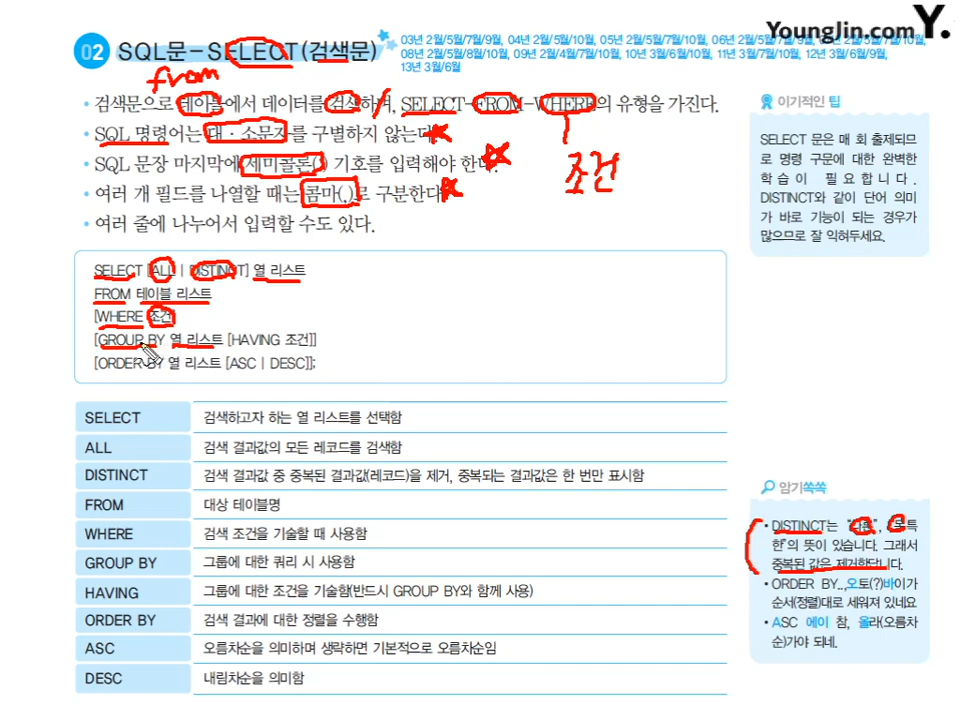 Younglin.com Y.
02 SQL문-SELECT(검색문)
03년 2월/5월/7월/9월, 04년 2월/5월/10월, 05년 2월/5월/7월/10월, 06년 2월/5월/7월/9월, 07년
08년 2월/5월/8월/10월, 09년 2월/4월/7월/10월, 10년 3월/6월/10월, 11년 3월/7월/10월, 12년 3월/6월/9월,
13년 3월/6월
from
• 검색문으로 테이블에서 데이터를 검색하며, SELECT-FROM-WHERE의 유형을 가진다.
• SQL 명령어는 대·소문자를 구별하지 않는다.
• SQL 문장 마지막에 세미콜론(;) 기호를 입력해야 한다.
조건
• 여러 개 필드를 나열할 때는 콤마(,)로 구분한다.
• 여러 줄에 나누어서 입력할 수도 있다.
이기적인 팁
SELECT 문은 매 회 출제되므
로 명령 구문에 대한 완벽한
학습이 필요합니다.
DISTINCT와 같이 단어 의미
가 바로 기능이 되는 경우가
많으므로 잘 익혀두세요.
SELECT [ALL | DISTINCT] 열 리스트
FROM 테이블 리스트
[WHERE 조건]
[GROUP BY 열 리스트 [HAVING 조건]]
[ORDER BY 열 리스트 [ASC | DESC]];
SELECT 검색하고자 하는 열 리스트를 선택함
ALL 검색 결과값의 모든 레코드를 검색함
DISTINCT 검색 결과값 중 중복된 결과값(레코드)을 제거, 중복되는 결과값은 한 번만 표시함
FROM 대상 테이블명
WHERE 검색 조건을 기술할 때 사용함
GROUP BY 그룹에 대한 쿼리 시 사용함
HAVING 그룹에 대한 조건을 기술함(반드시 GROUP BY와 함께 사용)
ORDER BY 검색 결과에 대한 정렬을 수행함
ASC 오름차순을 의미하며 생략하면 기본적으로 오름차순임
DESC 내림차순을 의미함
암기쏙쏙
• DISTINCT는 "다른", "독특
한"의 뜻이 있습니다. 그래서
중복된 값은 제거한답니다.
• ORDER BY..,오토(?)바이가
순서(정렬)대로 세워져 있네요
• ASC 에이 참, 올라(오름차
순)가야 되네.